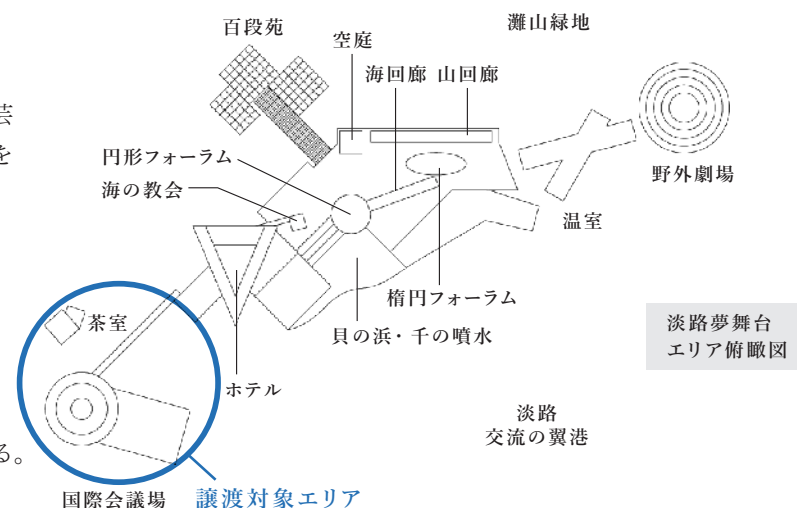 百段苑
灘山緑地
空庭
海回廊 山回廊
芸
を
円形フォーラム
海の教会
野外劇場
温室
楕円フォーラム
貝の浜・千の噴水
茶室
淡路夢舞台
エリア俯瞰図
ホテル
淡路
交流の翼港
る。
国際会議場
譲渡対象エリア